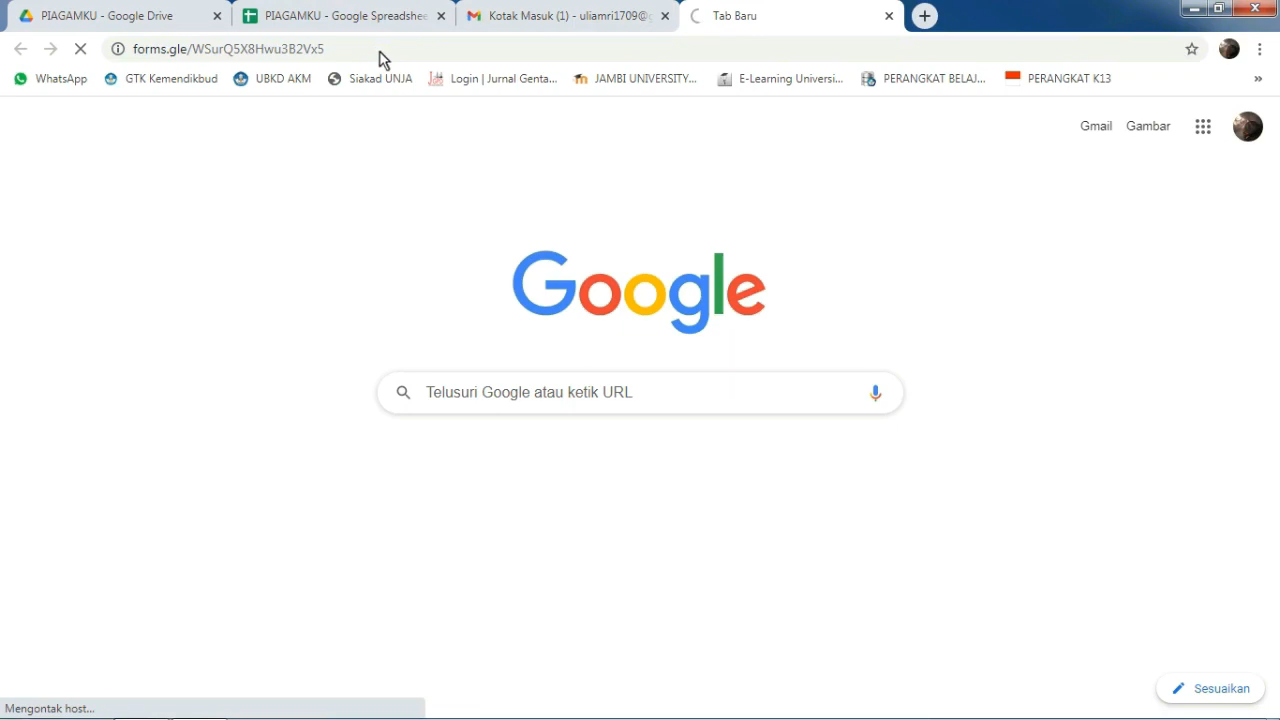 PIAGAMKU - Google Drive
PIAGAMKU - Google Spreadshee
Kotak Masuk (1) - uliamri1709@g
Tab Baru
forms.gle/WSurQ5X8Hwu3B2Vx5
WhatsApp
GTK Kemendikbud
UBKD AKM
Siakad UNJA
Login | Jurnal Genta...
JAMBI UNIVERSITY...
E-Learning Universi...
PERANGKAT BELAJ...
PERANGKAT K13
»
Gmail
Gambar
Google
Telusuri Google atau ketik URL
Sesuaikan
Mengontak host...